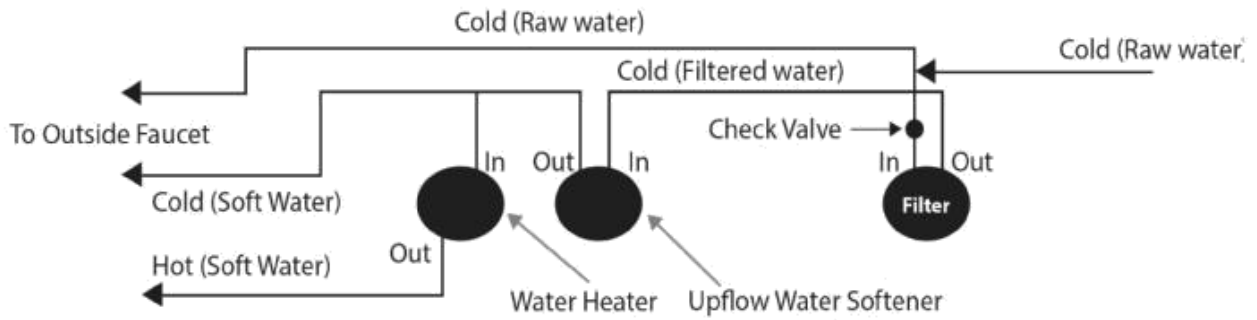 Cold (Raw water)
Cold (Raw water)
Cold (Filtered water)
To Outside Faucet
Check Valve
In
Out
In
In
Out
Cold (Soft Water)
Filter
Out
Hot (Soft Water)
Water Heater
Upflow Water Softener